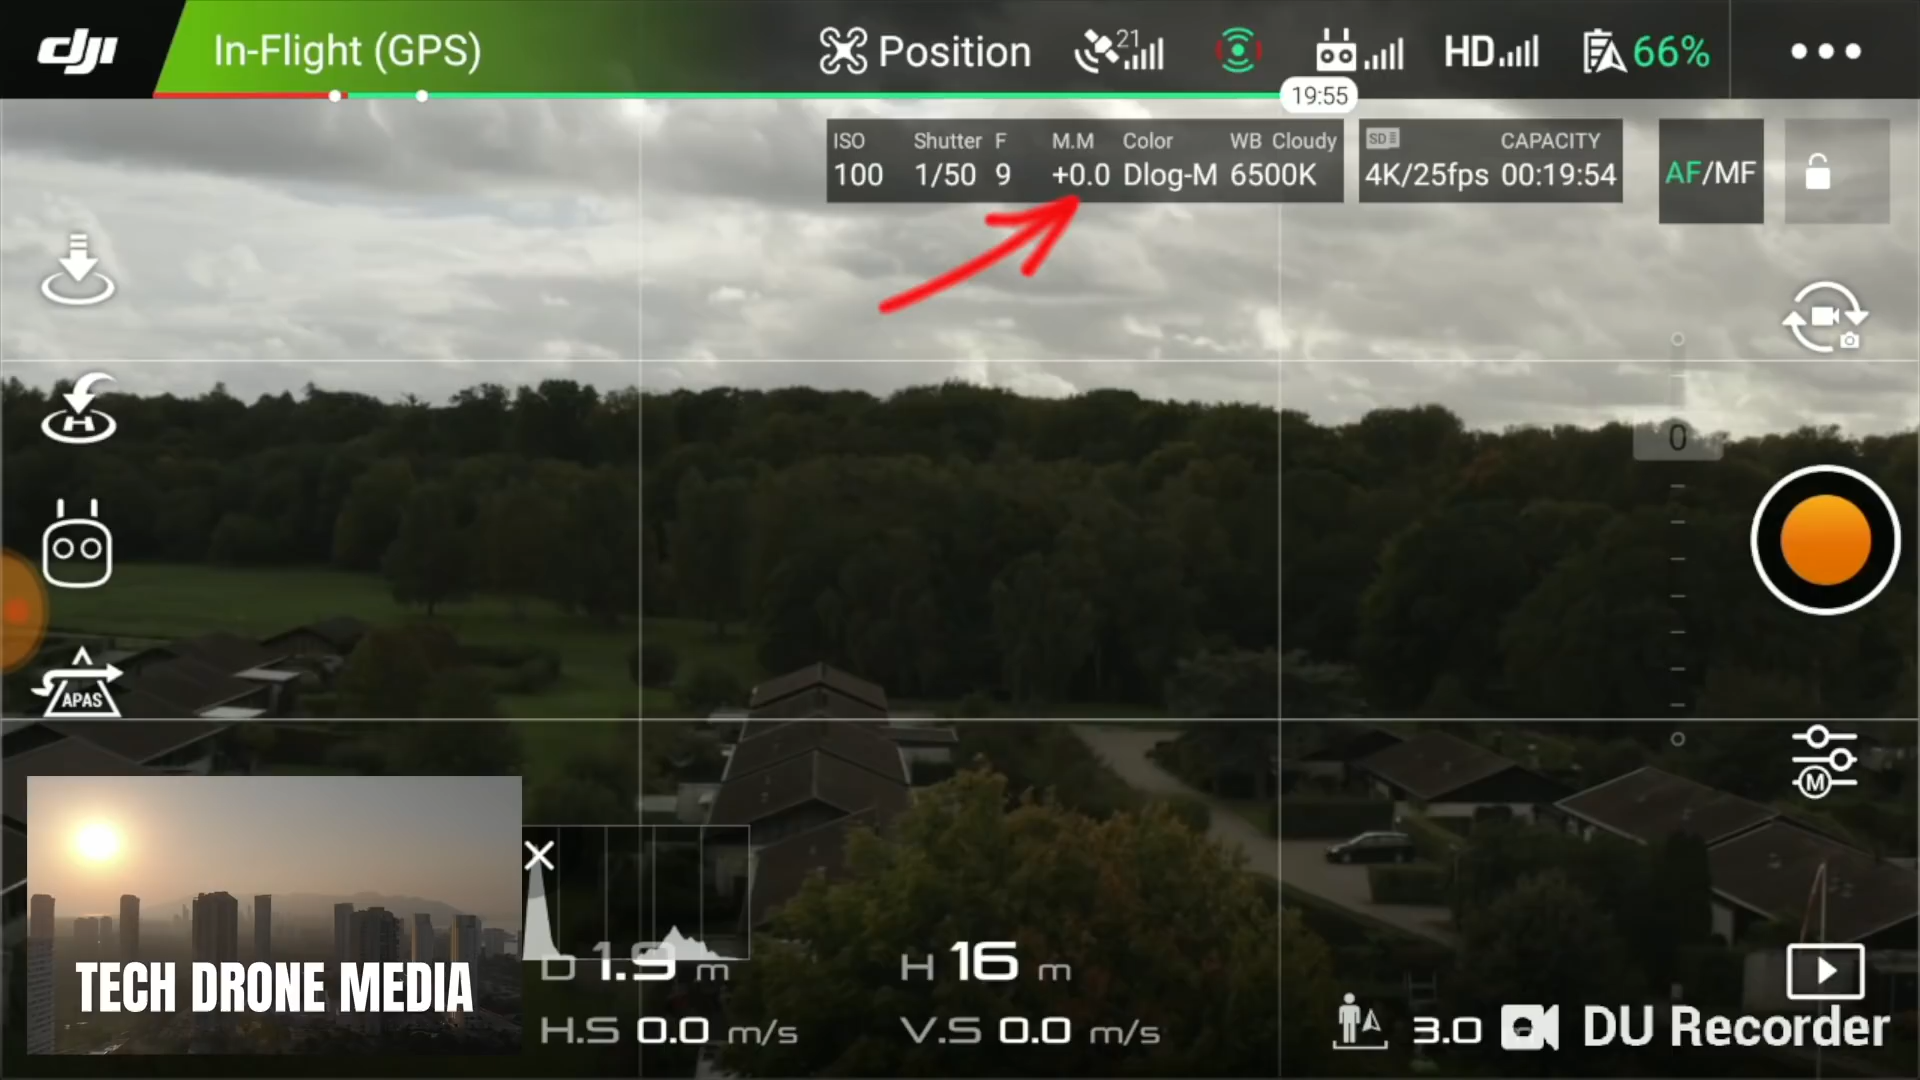 dji In-Flight (GPS) Position 21 HD 66%
19:55
ISO Shutter F M.M Color WB Cloudy SD CAPACITY
100 1/50 9 +0.0 Dlog-M 6500K 4K/25fps 00:19:54 AF/MF
H
0
APAS
M
D 1.9 m H 16 m
TECH DRONE MEDIA
H.S 0.0 m/s V.S 0.0 m/s 3.0 DU Recorder